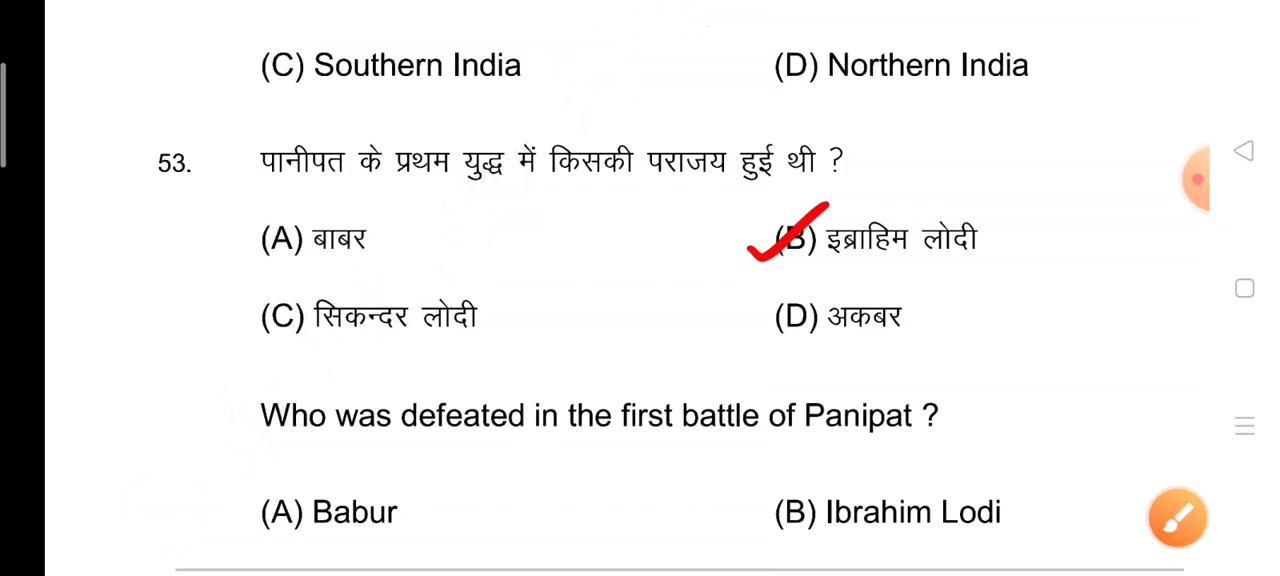 (C) Southern India (D) Northern India
53. पानीपत के प्रथम युद्ध में किसकी पराजय हुई थी ?
(A) बाबर (B) इब्राहिम लोदी
(C) सिकन्दर लोदी (D) अकबर
Who was defeated in the first battle of Panipat ?
(A) Babur (B) Ibrahim Lodi